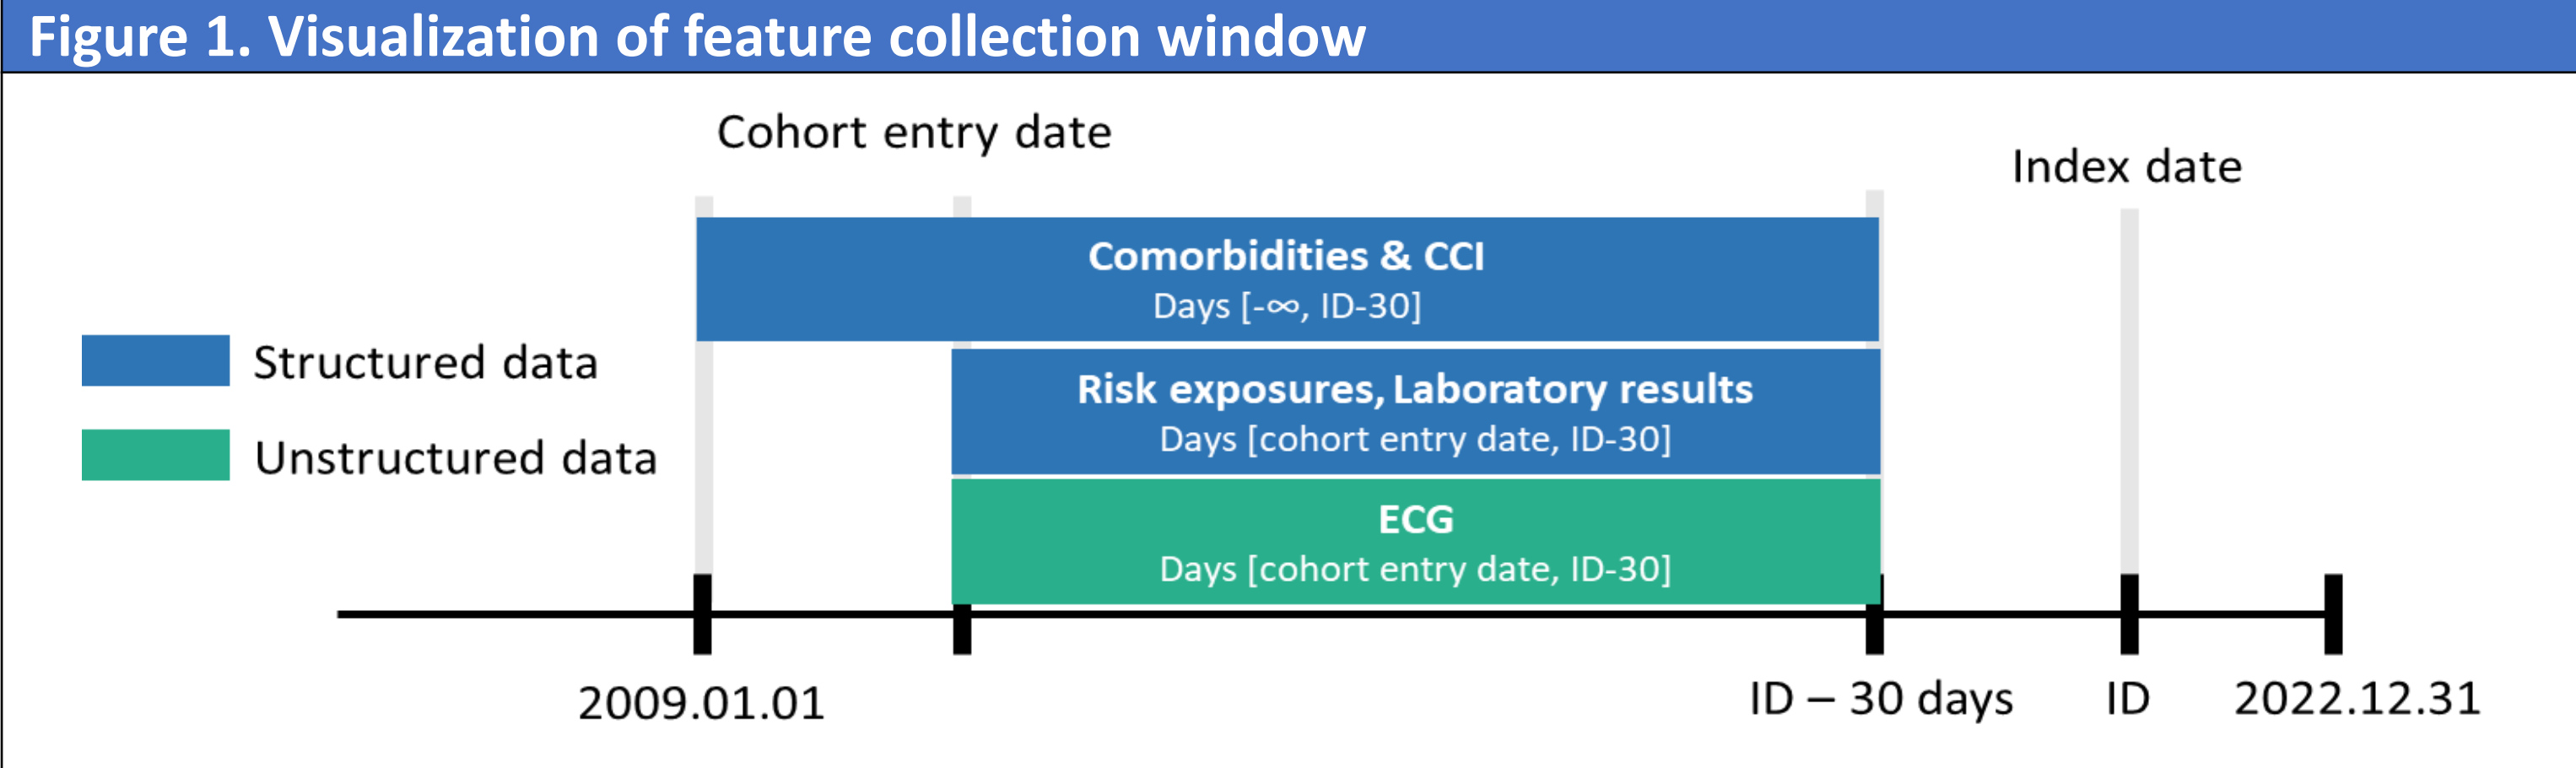 Figure 1. Visualization of feature collection window
Cohort entry date
Index date
Comorbidities & CCI
Days [-∞, ID-30]
Structured data
Risk exposures, Laboratory results
Days [cohort entry date, ID-30]
Unstructured data
ECG
Days [cohort entry date, ID-30]
2009.01.01
ID – 30 days
ID
2022.12.31